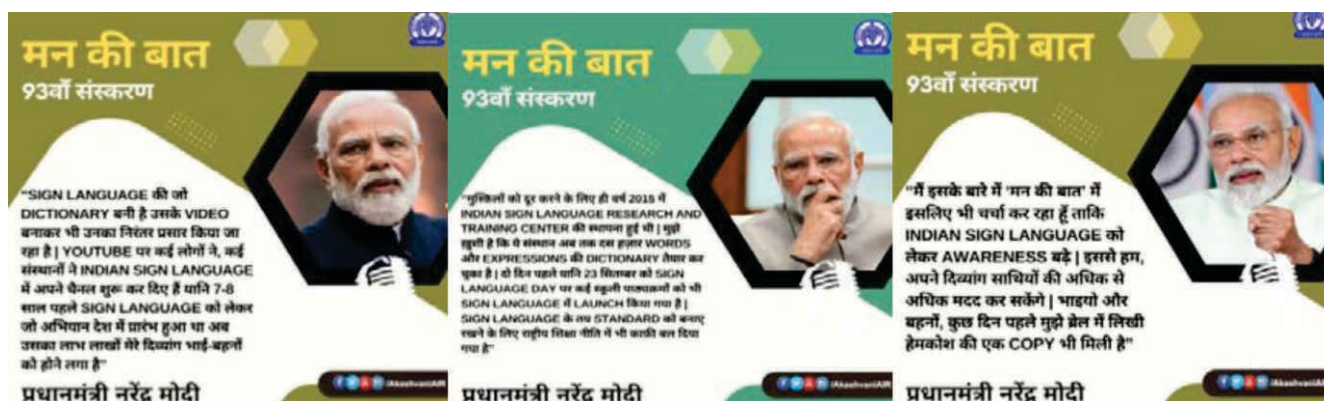 मन की बात
93वाँ संस्करण
"SIGN LANGUAGE की जो
DICTIONARY बनी है उसके VIDEO
बनाकर भी उनका निरंतर प्रसार किया जा
रहा है | YOUTUBE पर कई लोगों ने, कई
संस्थानों ने INDIAN SIGN LANGUAGE
में अपने चैनल शुरू कर दिए हैं यानि 7-8
साल पहले SIGN LANGUAGE को लेकर
जो अभियान देश में प्रारंभ हुआ था अब
उसका लाभ लाखों मेरे दिव्यांग भाई-बहनों
को होने लगा है"
प्रधानमंत्री नरेंद्र मोदी
/AkashvaniAIR
मन की बात
93वाँ संस्करण
"मुश्किलों को दूर करने के लिए ही वर्ष 2015 में
INDIAN SIGN LANGUAGE RESEARCH AND
TRAINING CENTER की स्थापना हुई थी | मुझे
ख़ुशी है कि ये संस्थान अब तक दस हज़ार WORDS
और EXPRESSIONS की DICTIONARY तैयार कर
चुका है | दो दिन पहले यानि 23 सितम्बर को SIGN
LANGUAGE DAY पर कई स्कूली पाठ्यक्रमों को भी
SIGN LANGUAGE में LAUNCH किया गया है |
SIGN LANGUAGE के तय STANDARD को बनाए
रखने के लिए राष्ट्रीय शिक्षा नीति में भी काफ़ी बल दिया
गया है"
प्रधानमंत्री नरेंद्र मोदी
/AkashvaniAIR
मन की बात
93वाँ संस्करण
"मैं इसके बारे में 'मन की बात' में
इसलिए भी चर्चा कर रहा हूँ ताकि
INDIAN SIGN LANGUAGE को
लेकर AWARENESS बढ़े | इससे हम,
अपने दिव्यांग साथियों की अधिक से
अधिक मदद कर सकेंगे | भाइयो और
बहनों, कुछ दिन पहले मुझे ब्रेल में लिखी
हेमकोश की एक COPY भी मिली है"
प्रधानमंत्री नरेंद्र मोदी